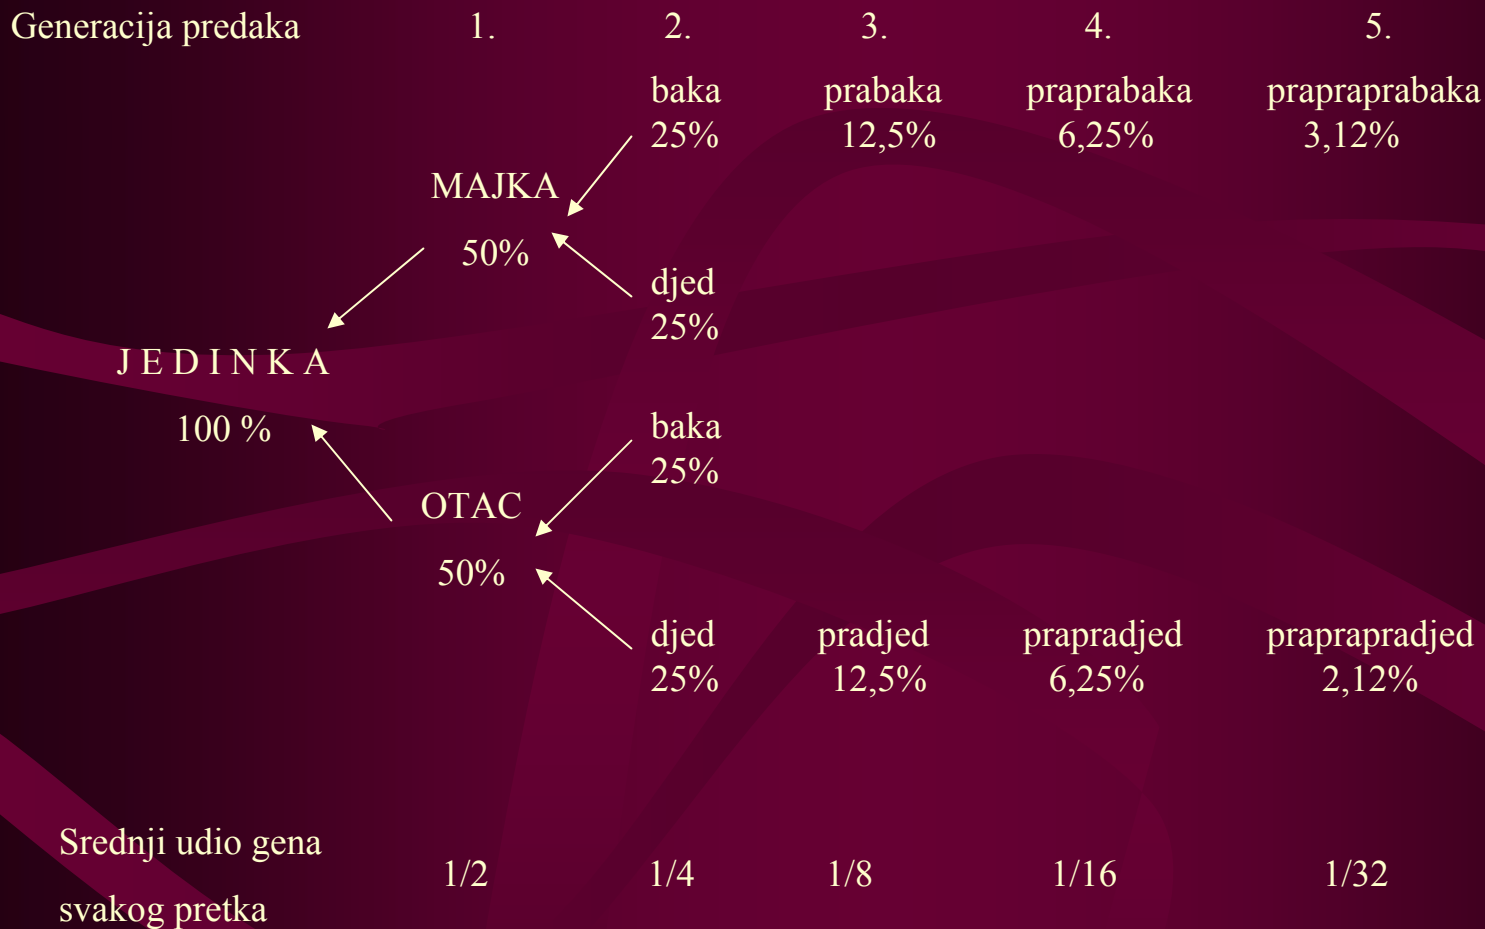 Generacija predaka 1. 2. 3. 4. 5.
baka prabaka praprabaka prapraprabaka
25% 12,5% 6,25% 3,12%
MAJKA
50%
djed
25%
J E D I N K A
100 %
baka
25%
OTAC
50%
djed pradjed prapradjed praprapradjed
25% 12,5% 6,25% 2,12%
Srednji udio gena
1/2 1/4 1/8 1/16 1/32
svakog pretka